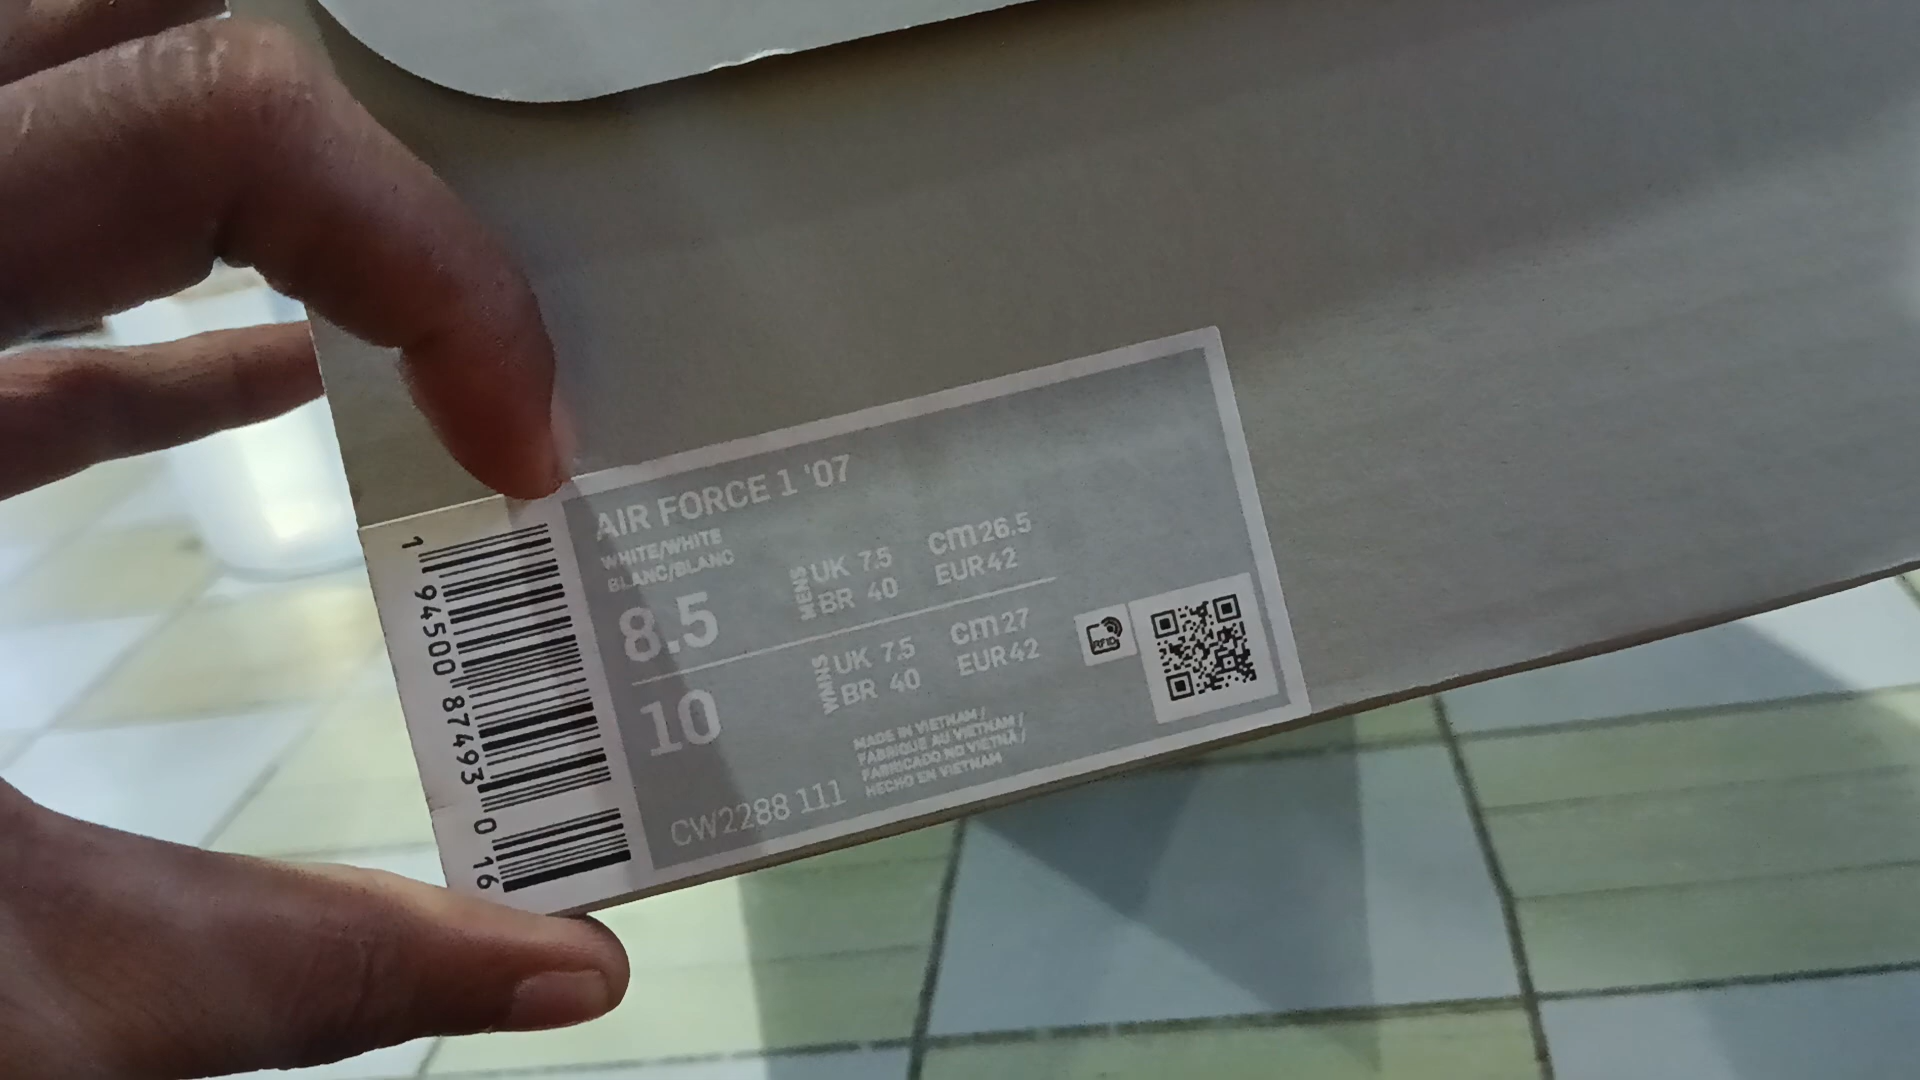 AIR FORCE 1 '07
WHITE/WHITE
BLANC/BLANC
8.5
MENS
UK 7.5
BR 40
cm 26.5
EUR 42
10
WMNS
UK 7.5
BR 40
cm 27
EUR 42
RFID
MADE IN VIETNAM /
FABRIQUE AU VIETNAM /
FABRICADO NO VIETNA /
HECHO EN VIETNAM
CW2288 111
1 94500 87493 0 16